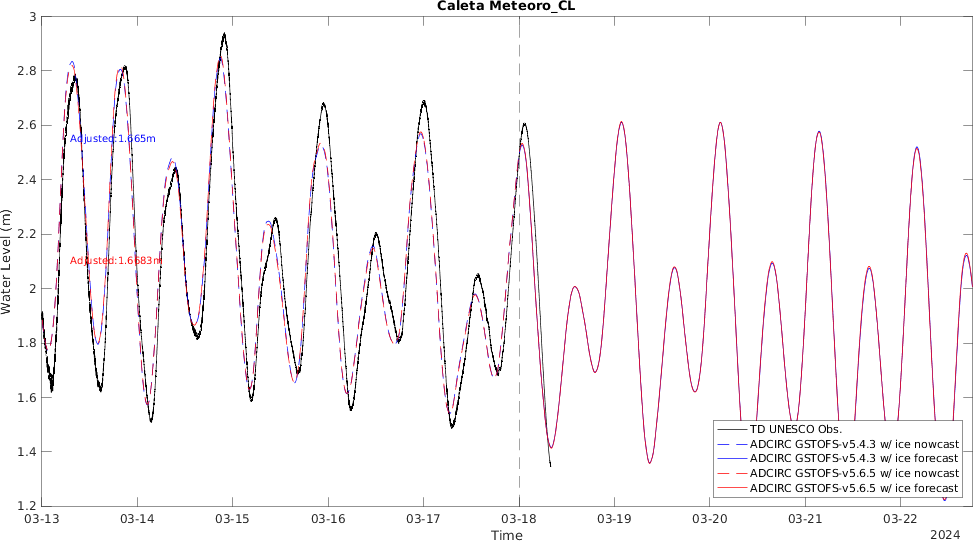 Caleta Meteoro_CL
3
2.8
2.6
2.4
2.2
2
1.8
1.6
1.4
1.2
Water Level (m)
Adjusted:1.665m
Adjusted:1.6683m
TD UNESCO Obs.
ADCIRC GSTOFS-v5.4.3 w/ ice nowcast
ADCIRC GSTOFS-v5.4.3 w/ ice forecast
ADCIRC GSTOFS-v5.6.5 w/ ice nowcast
ADCIRC GSTOFS-v5.6.5 w/ ice forecast
03-13 03-14 03-15 03-16 03-17 03-18 03-19 03-20 03-21 03-22
Time
2024